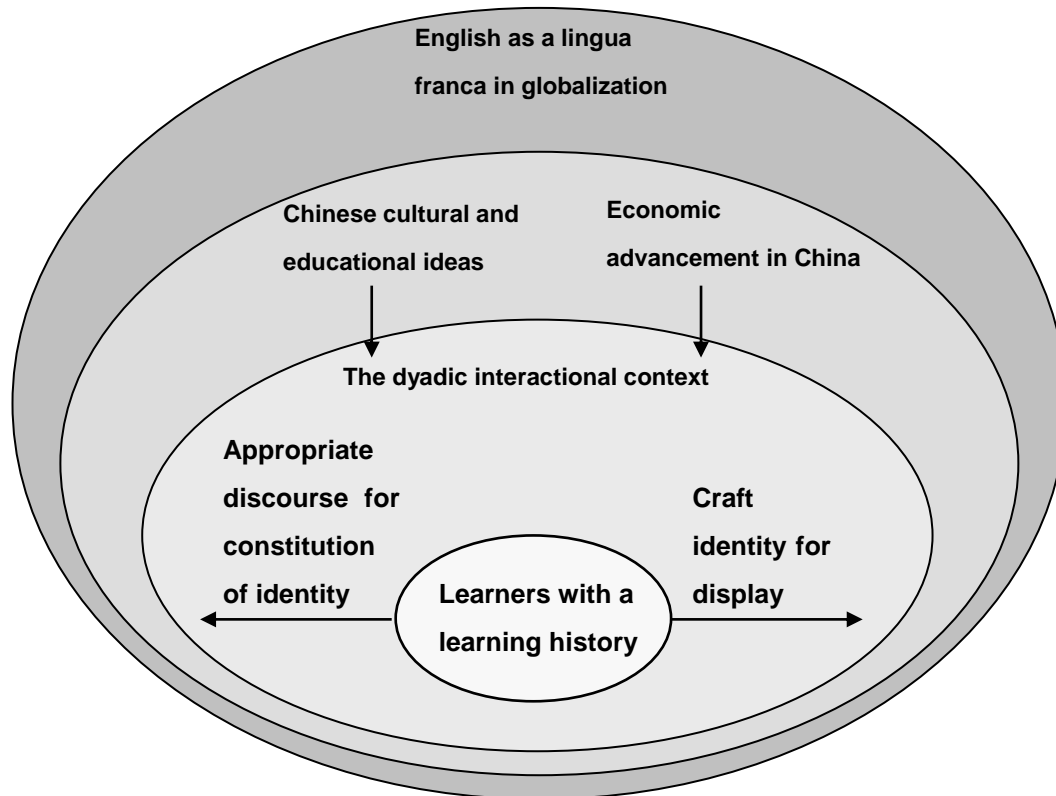 English as a lingua
franca in globalization
Chinese cultural and
educational ideas
Economic
advancement in China
The dyadic interactional context
Appropriate
discourse for
constitution
of identity
Craft
identity for
display
Learners with a
learning history